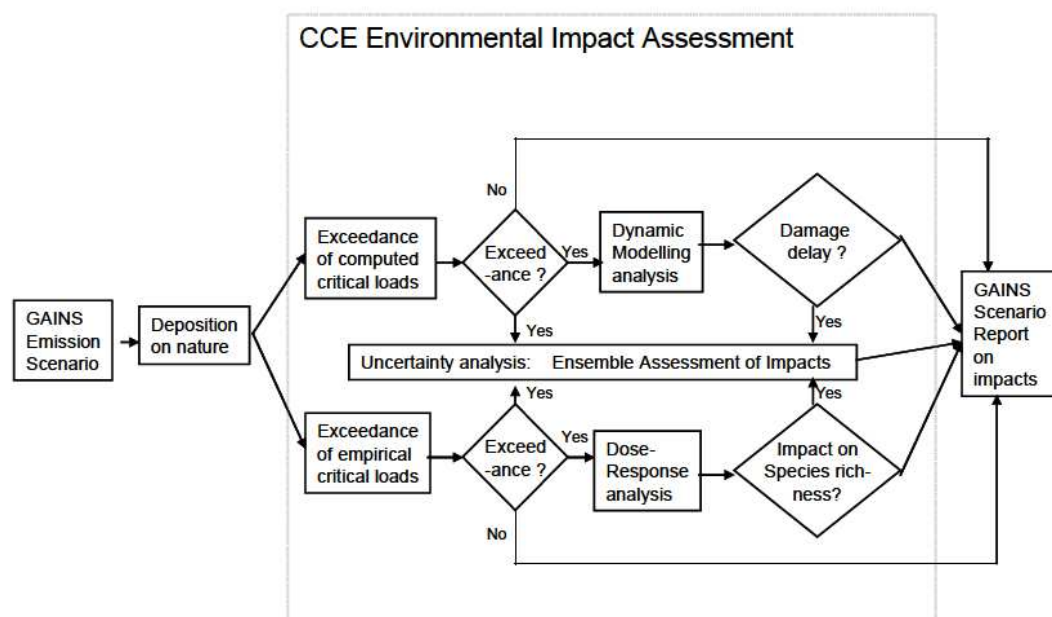 CCE Environmental Impact Assessment
No
Exceedance
of computed
critical loads
Exceed
-ance ?
Yes
Dynamic
Modelling
analysis
Damage
delay ?
GAINS
Emission
Scenario
Deposition
on nature
GAINS
Scenario
Report
on
impacts
Yes
Yes
Uncertainty analysis: Ensemble Assessment of Impacts
Yes
Yes
Exceedance
of empirical
critical loads
Exceed
-ance ?
Yes
Dose-
Response
analysis
Impact on
Species rich-
ness?
No